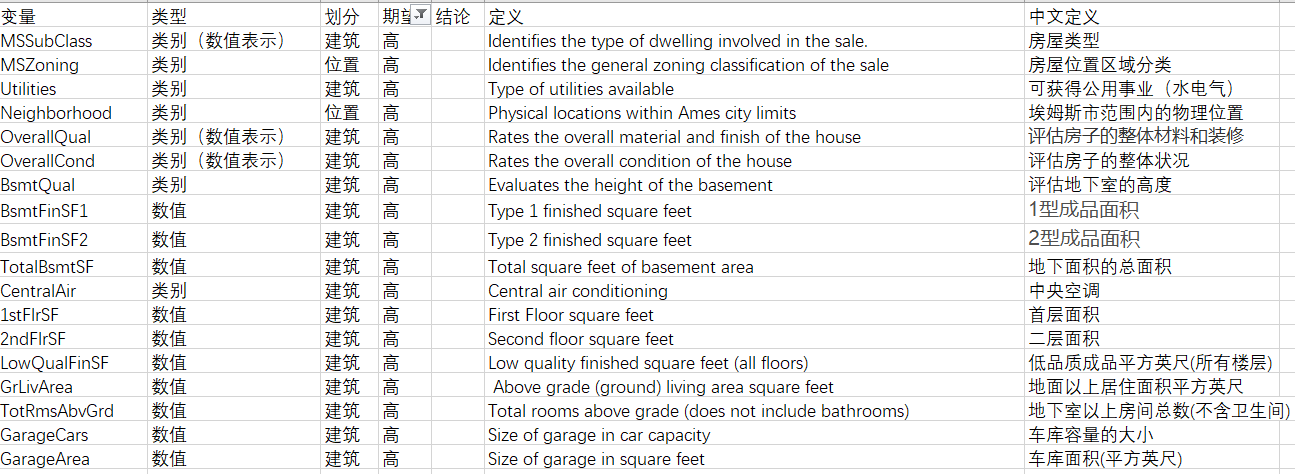 变量 类型 划分 期望 结论 定义 中文定义
MSSubClass 类别（数值表示） 建筑 高 Identifies the type of dwelling involved in the sale. 房屋类型
MSZoning 类别 位置 高 Identifies the general zoning classification of the sale 房屋位置区域分类
Utilities 类别 建筑 高 Type of utilities available 可获得公用事业（水电气）
Neighborhood 类别 位置 高 Physical locations within Ames city limits 埃姆斯市范围内的物理位置
OverallQual 类别（数值表示） 建筑 高 Rates the overall material and finish of the house 评估房子的整体材料和装修
OverallCond 类别（数值表示） 建筑 高 Rates the overall condition of the house 评估房子的整体状况
BsmtQual 类别 建筑 高 Evaluates the height of the basement 评估地下室的高度
BsmtFinSF1 数值 建筑 高 Type 1 finished square feet 1型成品面积
BsmtFinSF2 数值 建筑 高 Type 2 finished square feet 2型成品面积
TotalBsmtSF 数值 建筑 高 Total square feet of basement area 地下面积的总面积
CentralAir 类别 建筑 高 Central air conditioning 中央空调
1stFlrSF 数值 建筑 高 First Floor square feet 首层面积
2ndFlrSF 数值 建筑 高 Second floor square feet 二层面积
LowQualFinSF 数值 建筑 高 Low quality finished square feet (all floors) 低品质成品平方英尺(所有楼层)
GrLivArea 数值 建筑 高 Above grade (ground) living area square feet 地面以上居住面积平方英尺
TotRmsAbvGrd 数值 建筑 高 Total rooms above grade (does not include bathrooms) 地下室以上房间总数(不含卫生间)
GarageCars 数值 建筑 高 Size of garage in car capacity 车库容量的大小
GarageArea 数值 建筑 高 Size of garage in square feet 车库面积(平方英尺)